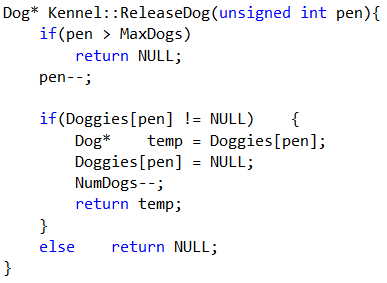 Dog* Kennel::ReleaseDog(unsigned int pen){
    if(pen > MaxDogs)
        return NULL;
    pen--;

    if(Doggies[pen] != NULL)    {
        Dog*    temp = Doggies[pen];
        Doggies[pen] = NULL;
        NumDogs--;
        return temp;
    }
    else    return NULL;
}